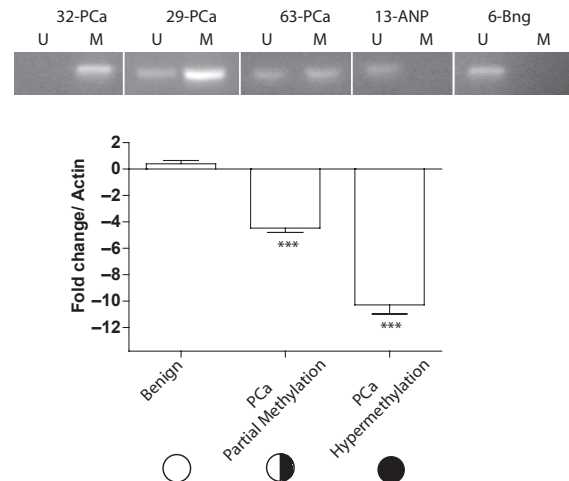 32-PCa 29-PCa 63-PCa 13-ANP 6-Bng
U M U M U M U M U M
2
0
−2
−4
−6
−8
−10
−12
Fold change/ Actin
***
***
Benign
PCa
Partial Methylation
PCa
Hypermethylation